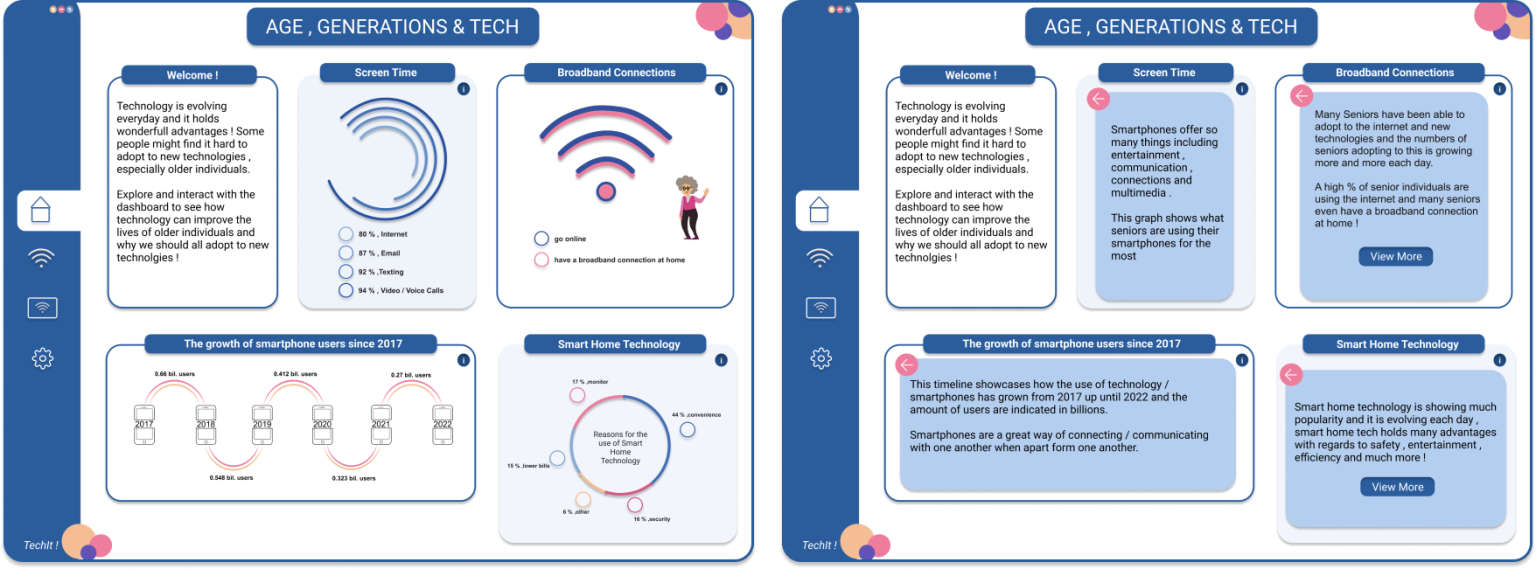 AGE , GENERATIONS & TECH
Welcome !
Technology is evolving
everyday and it holds
wonderfull advantages ! Some
people might find it hard to
adopt to new technologies ,
especially older individuals.
Explore and interact with the
dashboard to see how
technology can improve the
lives of older individuals and
why we should all adopt to new
technolgies !
Screen Time
i
80 % , Internet
87 % , Email
92 % ,Texting
94 % , Video / Voice Calls
Broadband Connections
i
go online
have a broadband connection at home
The growth of smartphone users since 2017
i
0.66 bil. users
0.412 bil. users
0.27 bil. users
2017
2018
2019
2020
2021
2022
0.548 bil. users
0.323 bil. users
Smart Home Technology
i
17 % ,monitor
44 % ,convenience
Reasons for the
use of Smart
Home
Technology
15 % ,lower bills
6 % ,other
16 % ,security
TechIt !
AGE , GENERATIONS & TECH
Welcome !
Technology is evolving
everyday and it holds
wonderfull advantages ! Some
people might find it hard to
adopt to new technologies ,
especially older individuals.
Explore and interact with the
dashboard to see how
technology can improve the
lives of older individuals and
why we should all adopt to new
technolgies !
Screen Time
i
Smartphones offer so
many things including
entertainment ,
communication ,
connections and
multimedia .
This graph shows what
seniors are using their
smartphones for the
most
Broadband Connections
i
Many Seniors have been able to
adopt to the internet and new
technologies and the numbers of
seniors adopting to this is growing
more and more each day.
A high % of senior individuals are
using the internet and many seniors
even have a broadband connection
at home !
View More
The growth of smartphone users since 2017
i
This timeline showcases how the use of technology /
smartphones has grown from 2017 up until 2022 and the
amount of users are indicated in billions.
Smartphones are a great way of connecting / communicating
with one another when apart form one another.
Smart Home Technology
i
Smart home technology is showing much
popularity and it is evolving each day ,
smart home tech holds many advantages
with regards to safety , entertainment ,
efficiency and much more !
View More
TechIt !